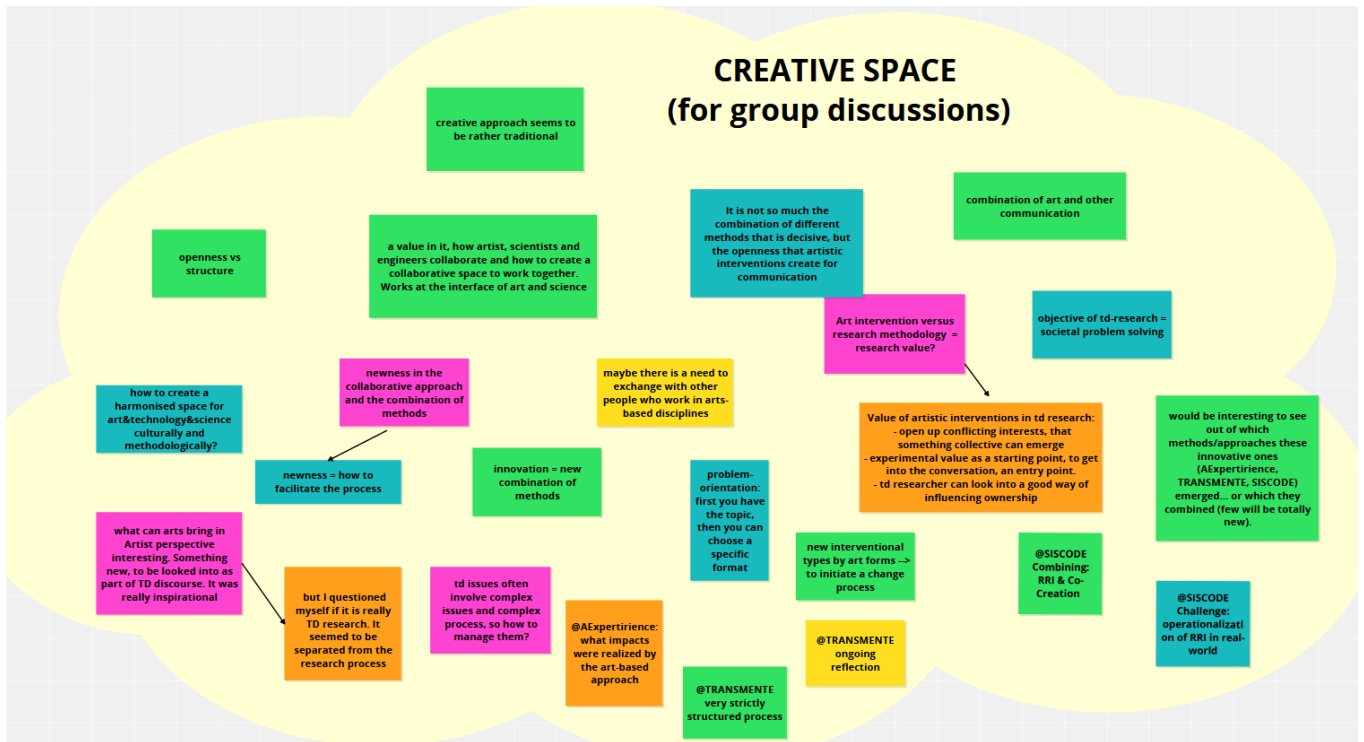 CREATIVE SPACE
(for group discussions)
creative approach seems to
be rather traditional
combination of art and other
communication
It is not so much the
combination of different
methods that is decisive, but
the openness that artistic
interventions create for
communication
a value in it, how artist, scientists and
engineers collaborate and how to create a
collaborative space to work together.
Works at the interface of art and science
openness vs
structure
Art intervention versus
research methodology =
research value?
objective of td-research =
societal problem solving
newness in the
collaborative approach
and the combination of
methods
maybe there is a need to
exchange with other
people who work in arts-
based disciplines
how to create a
harmonised space for
art&technology&science
culturally and
methodologically?
Value of artistic interventions in td research:
- open up conflicting interests, that
something collective can emerge
- experimental value as a starting point, to get
into the conversation, an entry point.
- td researcher can look into a good way of
influencing ownership
would be interesting to see
out of which
methods/approaches these
innovative ones
(AExpertirience,
TRANSMENTE, SISCODE)
emerged... or which they
combined (few will be totally
new).
newness = how to
facilitate the process
innovation = new
combination of
methods
problem-
orientation:
first you have
the topic,
then you can
choose a
specific
format
what can arts bring in
Artist perspective
interesting. Something
new, to be looked into as
part of TD discourse. It was
really inspirational
but I questioned
myself if it is really
TD research. It
seemed to be
separated from the
research process
td issues often
involve complex
issues and complex
process, so how to
manage them?
new interventional
types by art forms -->
to initiate a change
process
@SISCODE
Combining:
RRI & Co-
Creation
@SISCODE
Challenge:
operationalizati
on of RRI in real-
world
@AExpertirience:
what impacts
were realized by
the art-based
approach
@TRANSMENTE
ongoing
reflection
@TRANSMENTE
very strictly
structured process